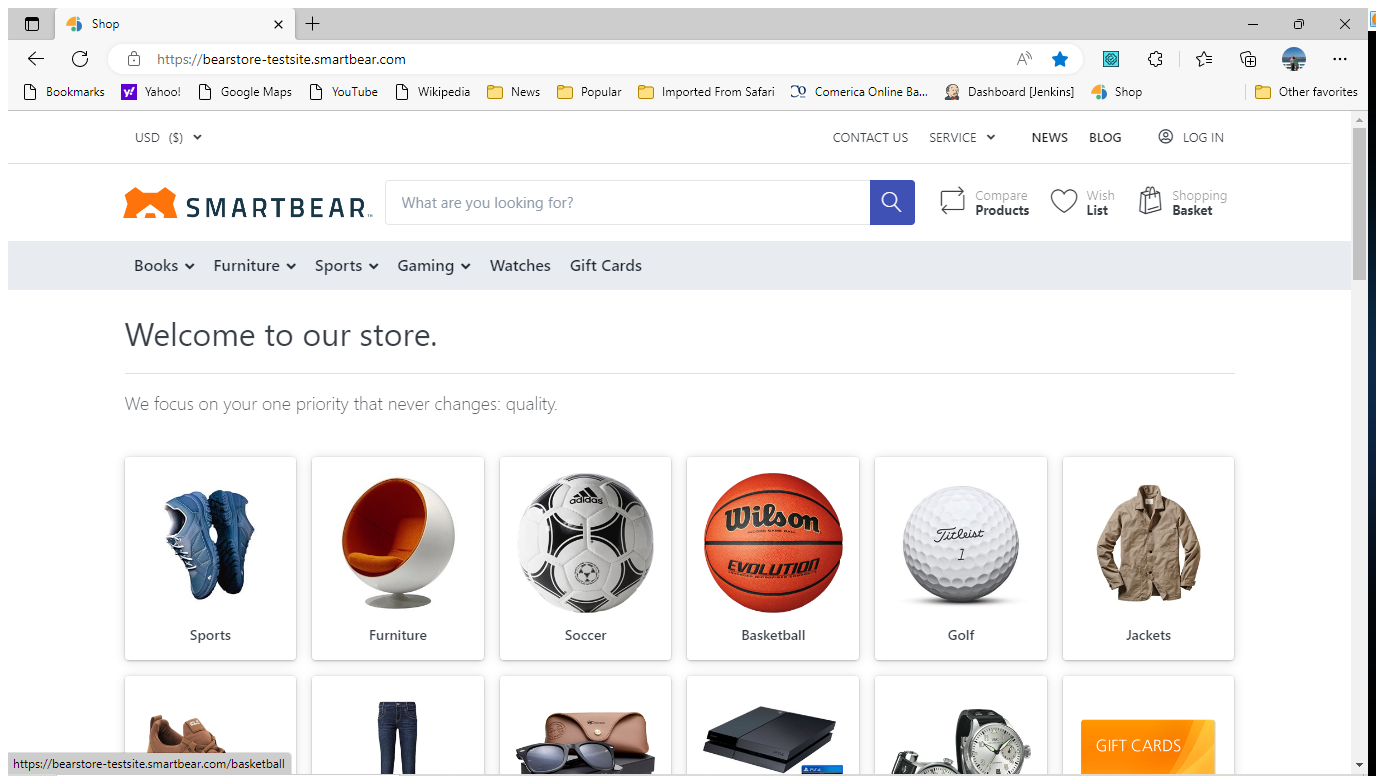 Shop
https://bearstore-testsite.smartbear.com
Bookmarks Yahoo! Google Maps YouTube Wikipedia News Popular Imported From Safari Comerica Online Ba... Dashboard [Jenkins] Shop Other favorites
USD ($) CONTACT US SERVICE NEWS BLOG LOG IN
SMARTBEAR
What are you looking for?
Compare Products
Wish List
Shopping Basket
Books Furniture Sports Gaming Watches Gift Cards
Welcome to our store.
We focus on your one priority that never changes: quality.
adidas
Wilson
EVOLUTION
Titleist
1
Sports Furniture Soccer Basketball Golf Jackets
GIFT CARDS
PS4
https://bearstore-testsite.smartbear.com/basketball